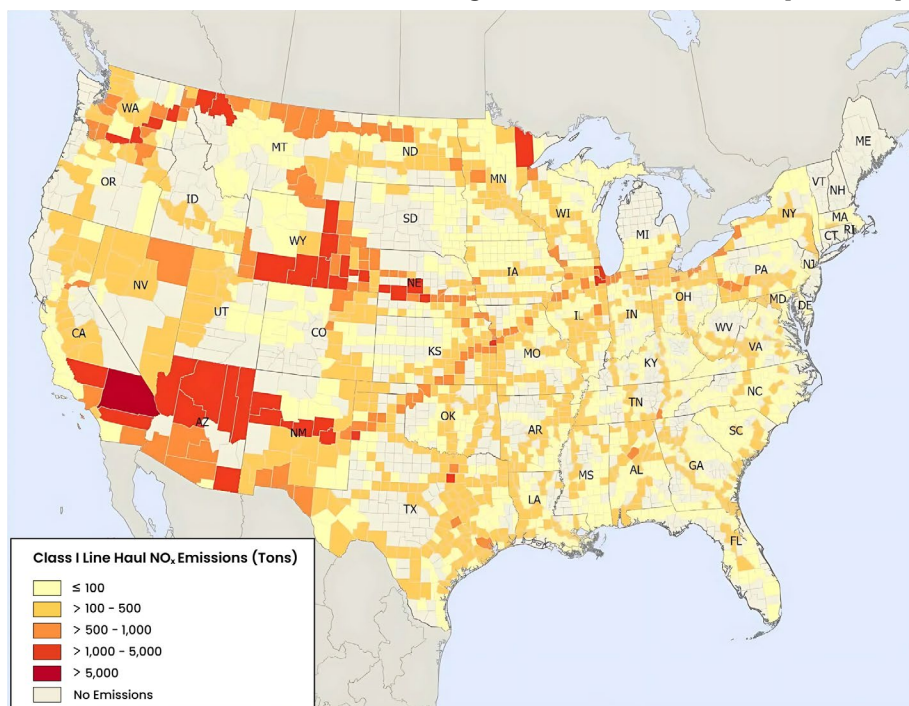 WA
MT
ND
MN
ME
VT
NH
OR
ID
WY
SD
WI
MI
NY
MA
CT
RI
NV
UT
CO
NE
IA
IL
IN
OH
PA
NJ
MD
DE
CA
KS
MO
KY
WV
VA
AZ
NM
OK
AR
TN
NC
SC
TX
LA
MS
AL
GA
FL
Class I Line Haul NOₓ Emissions (Tons)
≤ 100
> 100 - 500
> 500 - 1,000
> 1,000 - 5,000
> 5,000
No Emissions